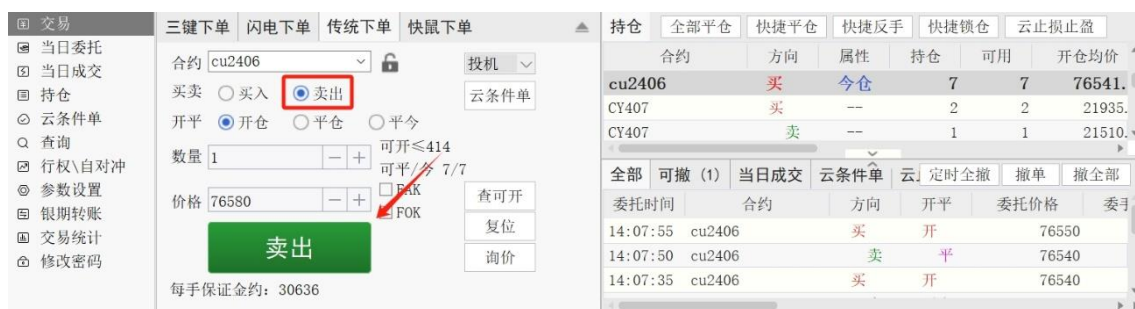 交易
当日委托
当日成交
持仓
云条件单
查询
行权\自对冲
参数设置
银期转账
交易统计
修改密码
三键下单 闪电下单 传统下单 快鼠下单
合约 cu2406 投机
买卖 买入 卖出 云条件单
开平 开仓 平仓 平今
数量 1 − + 可开≤414
可平/今 7/7
价格 76580 − + FAK
FOK
查可开
复位
询价
卖出
每手保证金约: 30636
持仓 全部平仓 快捷平仓 快捷反手 快捷锁仓 云止损止盈
合约 方向 属性 持仓 可用 开仓均价
cu2406 买 今仓 7 7 76541.
CY407 买 -- 2 2 21935.
CY407 卖 -- 1 1 21510.
全部 可撤 (1) 当日成交 云条件单 云 定时全撤 撤单 撤全部
委托时间 合约 方向 开平 委托价格 委手
14:07:55 cu2406 买 开 76550
14:07:50 cu2406 卖 平 76540
14:07:35 cu2406 买 开 76540